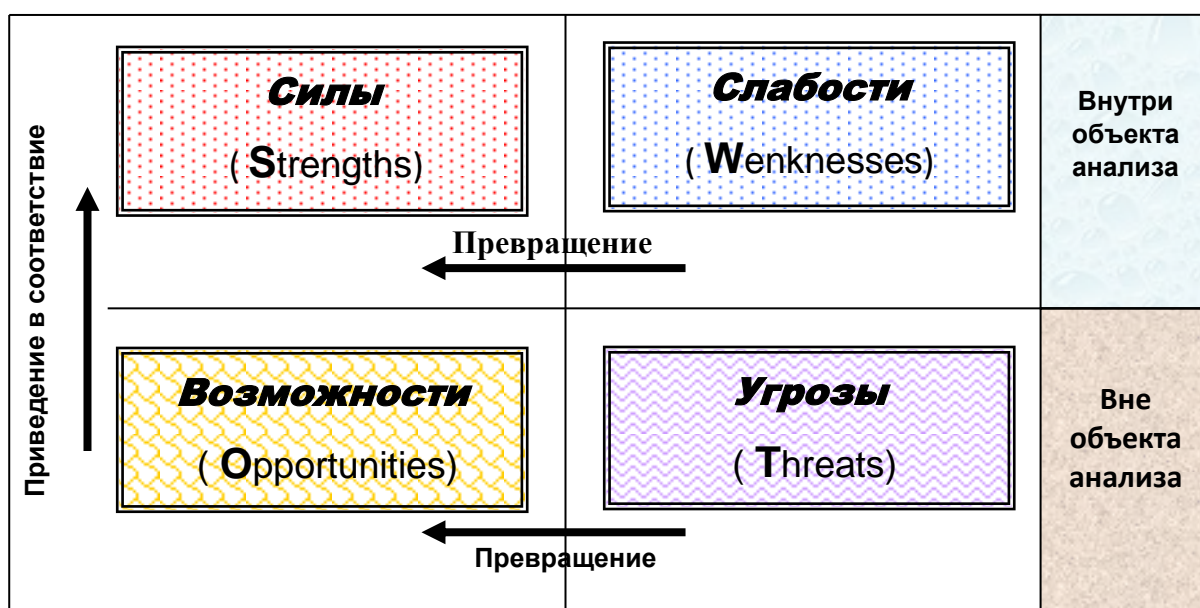 Приведение в соответствие
Силы
( Strengths)
Слабости
( Wenknesses)
Внутри
объекта
анализа
Превращение
Возможности
( Opportunities)
Угрозы
( Threats)
Вне
объекта
анализа
Превращение